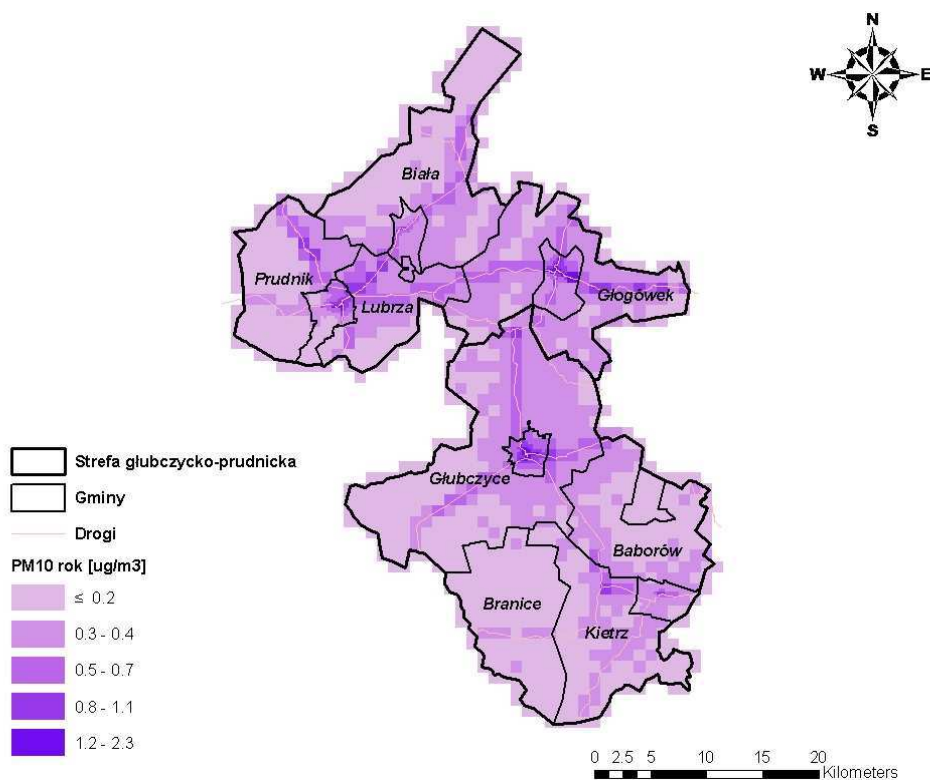 N
W E
S
Biała
Prudnik
Lubrza
Głogówek
Głubczyce
Baborów
Branice
Kietrz
Strefa głubczycko-prudnicka
Gminy
Drogi
PM10 rok [ug/m3]
≤ 0.2
0.3 - 0.4
0.5 - 0.7
0.8 - 1.1
1.2 - 2.3
0 2.5 5 10 15 20
Kilometers